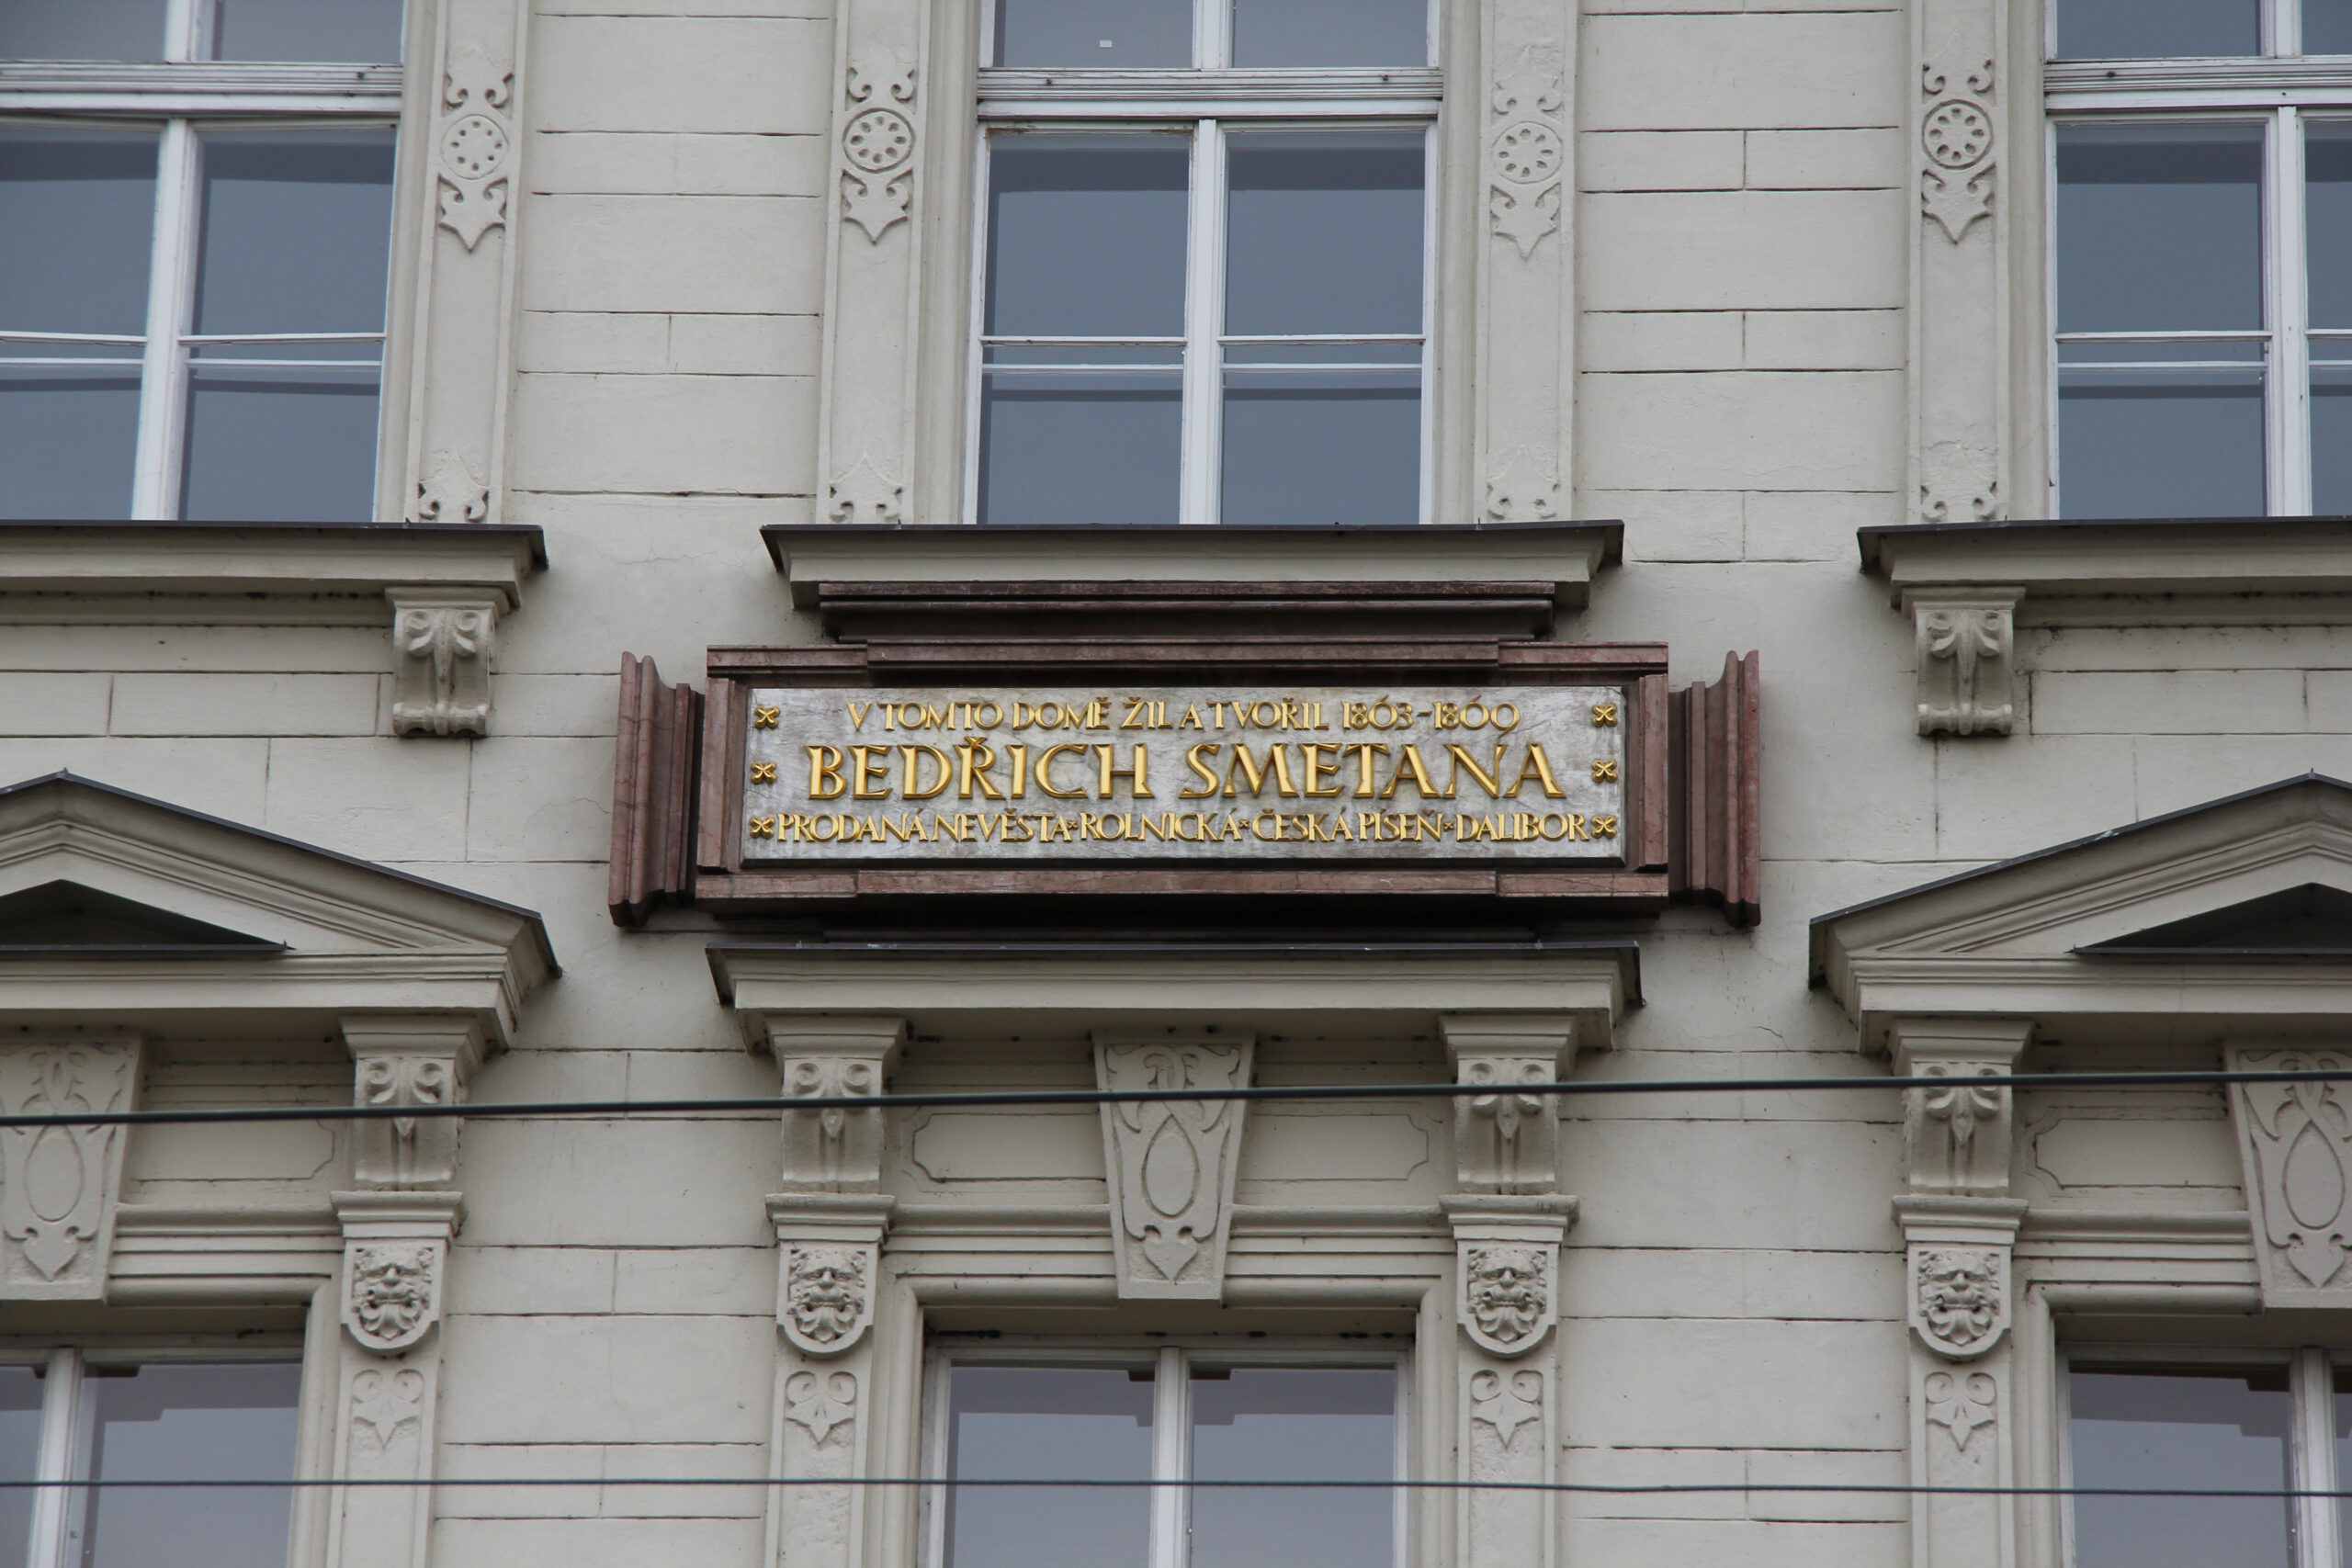 V TOMTO DOMĚ ŽIL A TVOŘIL 1863-1869
BEDŘICH SMETANA
PRODANÁ NEVĚSTA·ROLNICKÁ·ČESKÁ PÍSEŇ·DALIBOR